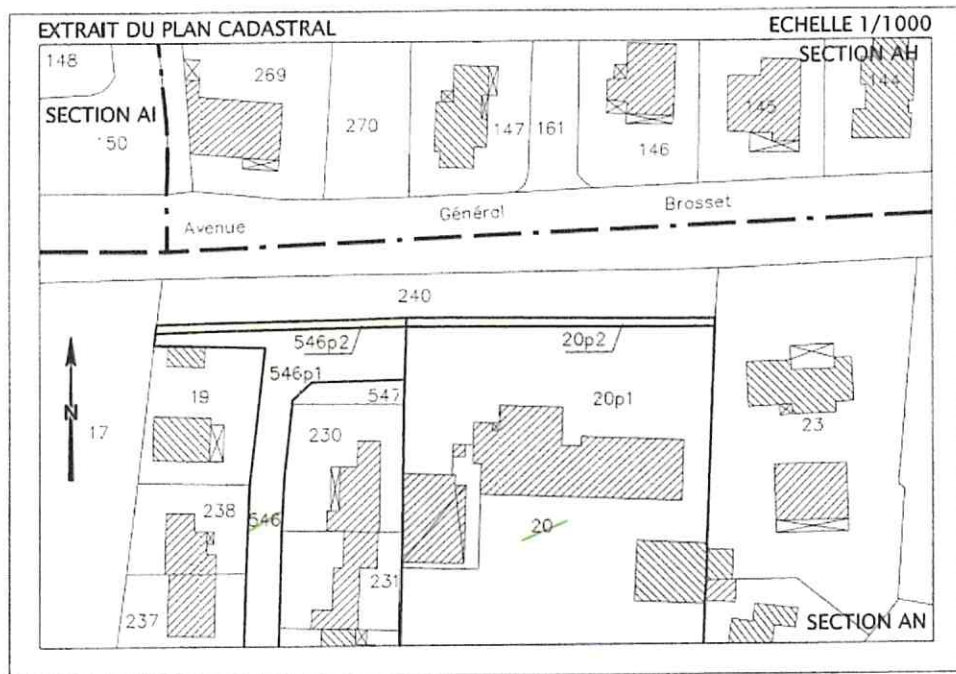 EXTRAIT DU PLAN CADASTRAL
ECHELLE 1/1000
SECTION AH
148
269
144
SECTION AI
150
270
147
161
146
145
Avenue Général Brosset
240
546p2
20p2
546p1
N
17
19
547
20p1
230
23
238
546
20
231
237
SECTION AN